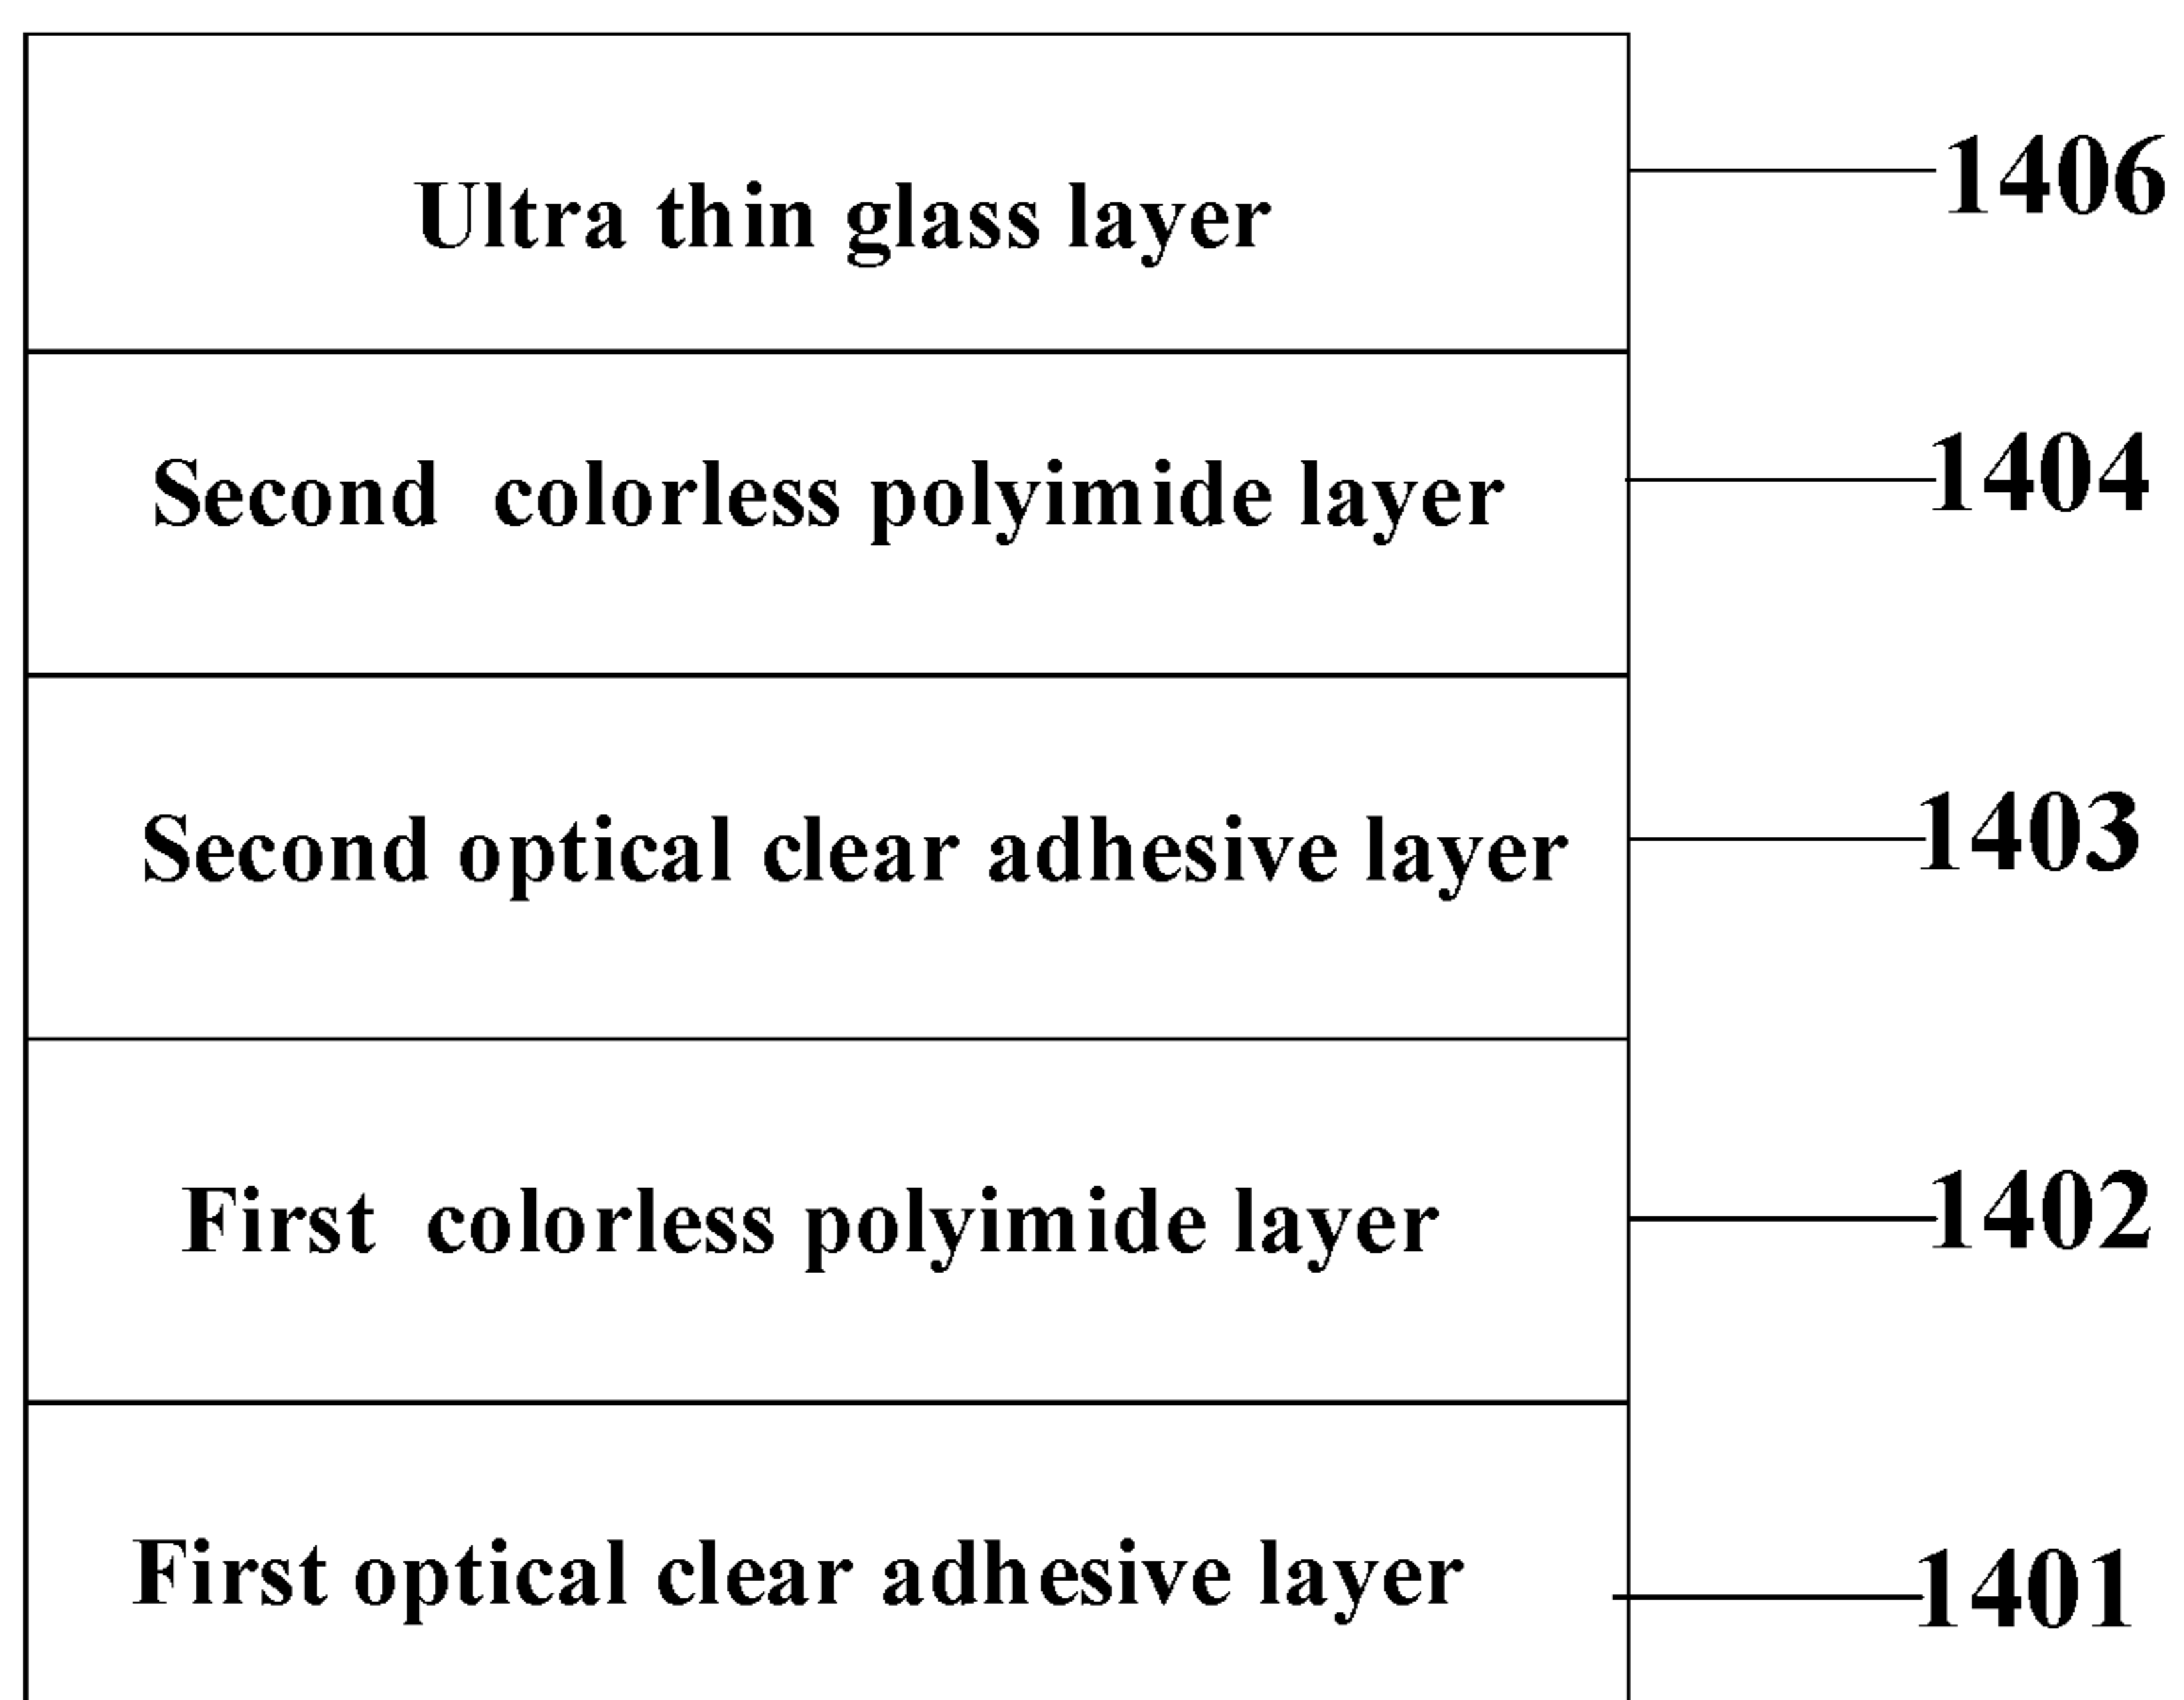 Ultra thin glass layer 1406
Second colorless polyimide layer 1404
Second optical clear adhesive layer 1403
First colorless polyimide layer 1402
First optical clear adhesive layer 1401